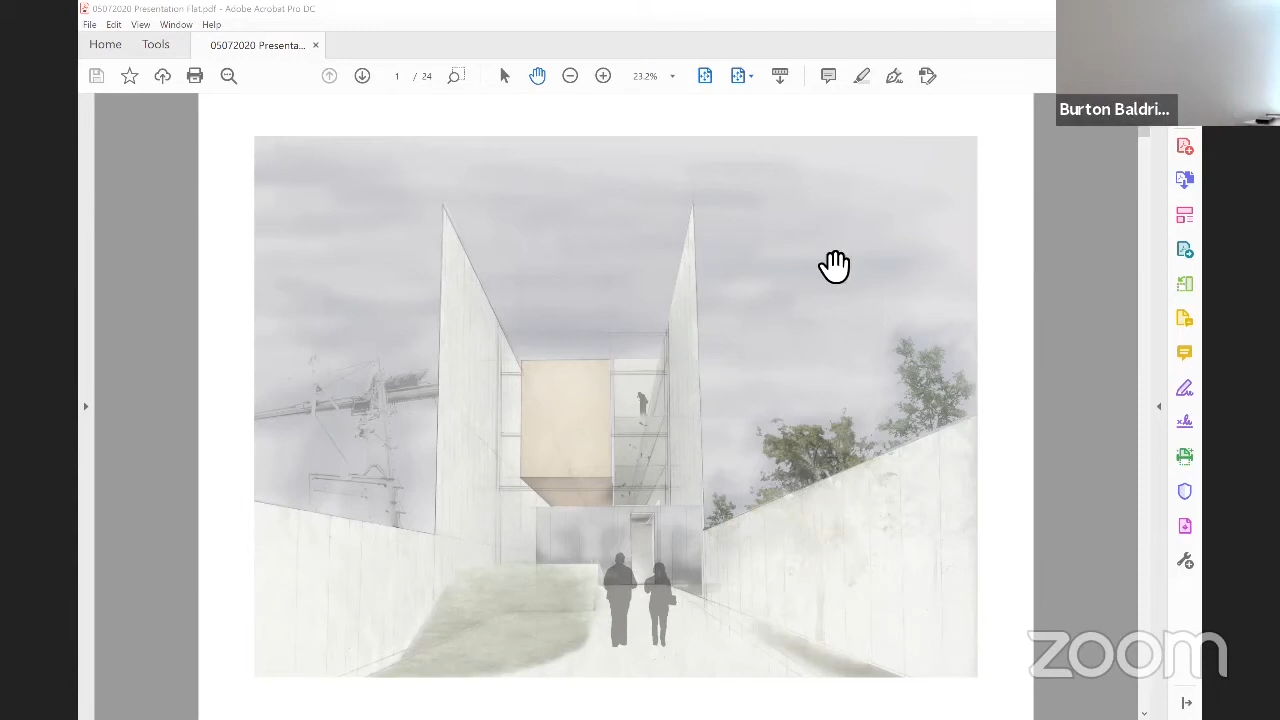 05072020 Presentation Flat.pdf - Adobe Acrobat Pro DC
File Edit View Window Help
Home Tools 05072020 Presenta... ×
1 / 24 23.2%
Burton Baldri...
zoom